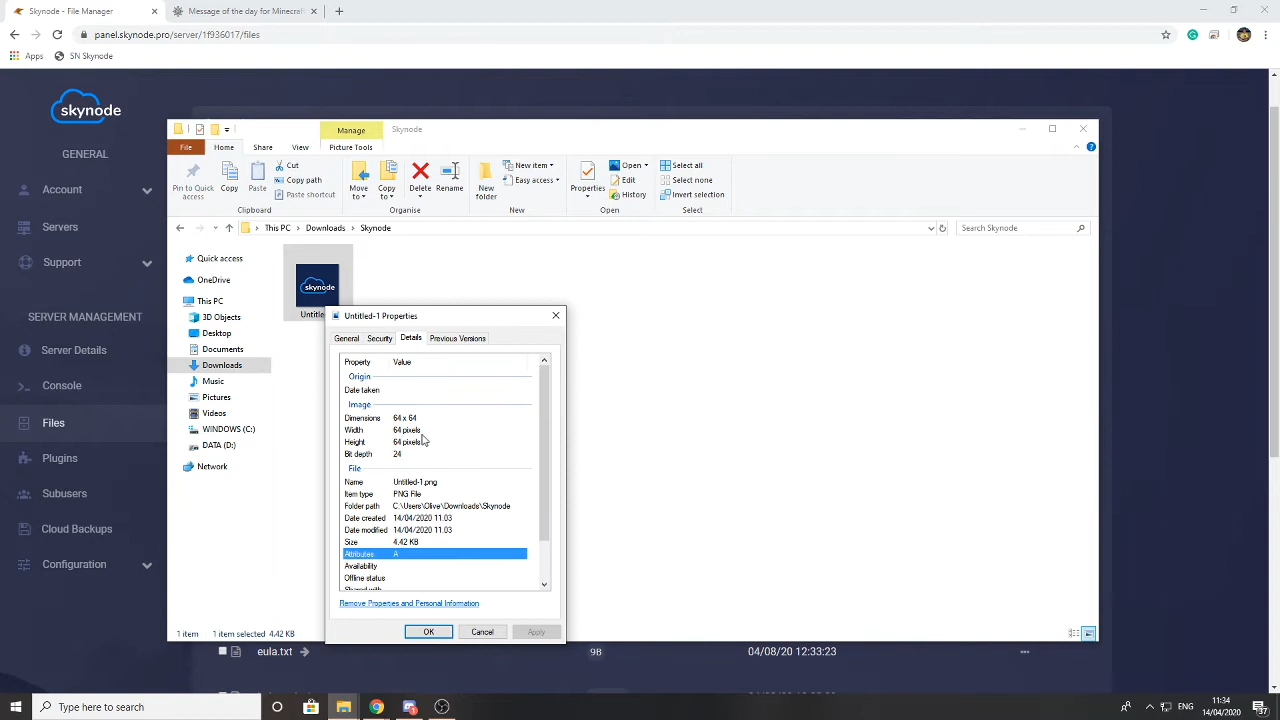 Skynode - File Manager
Message of the day for Minecraft
panel.skynode.pro/server/1f936017/files
Apps
SN Skynode
skynode
GENERAL
Account
Servers
Support
SERVER MANAGEMENT
Server Details
Console
Files
Plugins
Subusers
Cloud Backups
Configuration
Manage
Skynode
File
Home
Share
View
Picture Tools
Pin to Quick access
Copy
Paste
Cut
Copy path
Paste shortcut
Clipboard
Move to
Copy to
Delete
Rename
Organise
New folder
New item
Easy access
New
Properties
Open
Edit
History
Open
Select all
Select none
Invert selection
Select
This PC > Downloads > Skynode
Search Skynode
Quick access
OneDrive
This PC
3D Objects
Desktop
Documents
Downloads
Music
Pictures
Videos
WINDOWS (C:)
DATA (D:)
Network
skynode
Untitle
Untitled-1 Properties
General
Security
Details
Previous Versions
Property Value
Origin
Date taken
Image
Dimensions 64 x 64
Width 64 pixels
Height 64 pixels
Bit depth 24
File
Name Untitled-1.png
Item type PNG File
Folder path C:\Users\Olive\Downloads\Skynode
Date created 14/04/2020 11.03
Date modified 14/04/2020 11.03
Size 4.42 KB
Attributes A
Availability
Offline status
Shared with
Remove Properties and Personal Information
OK
Cancel
Apply
1 item
1 item selected 4.42 KB
eula.txt
9B
04/08/20 12:33:23
Type here to search
ENG
11:34
14/04/2020
37